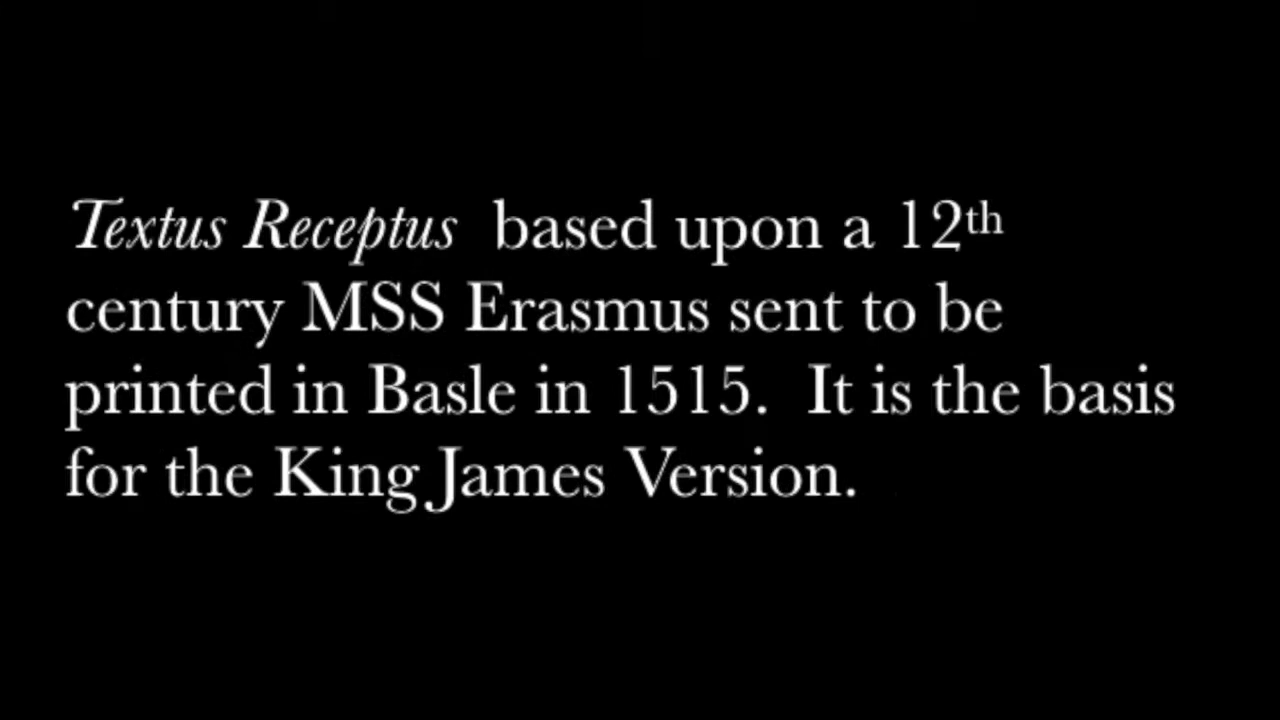 Textus Receptus based upon a 12th
century MSS Erasmus sent to be
printed in Basle in 1515. It is the basis
for the King James Version.